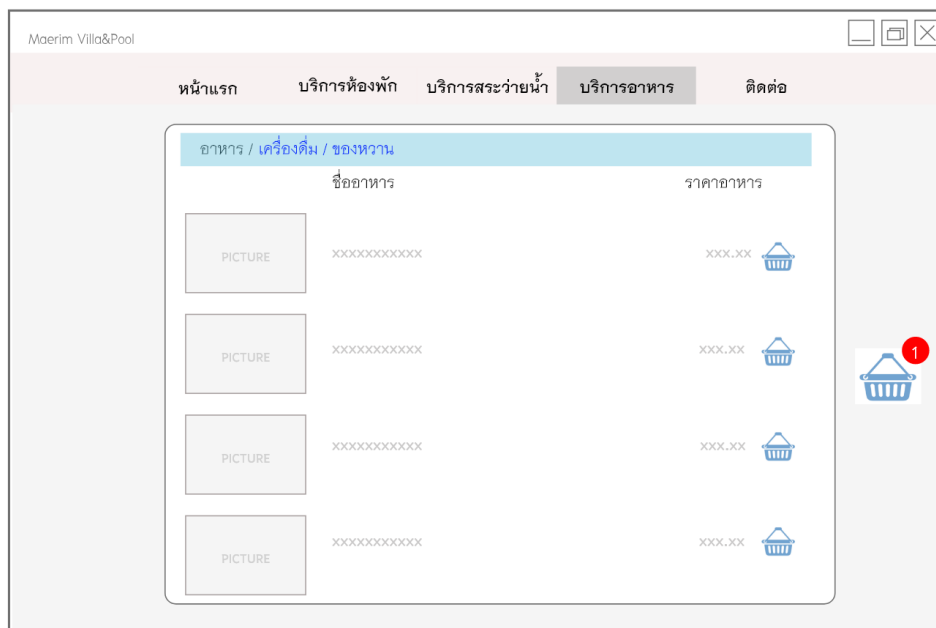 Maerim Villa&Pool
หน้าแรก บริการห้องพัก บริการสระว่ายน้ำ บริการอาหาร ติดต่อ
อาหาร / เครื่องดื่ม / ของหวาน
ชื่ออาหาร ราคาอาหาร
PICTURE xxxxxxxxxxx xxx.xx
1
PICTURE xxxxxxxxxxx xxx.xx
PICTURE xxxxxxxxxxx xxx.xx
PICTURE xxxxxxxxxxx xxx.xx